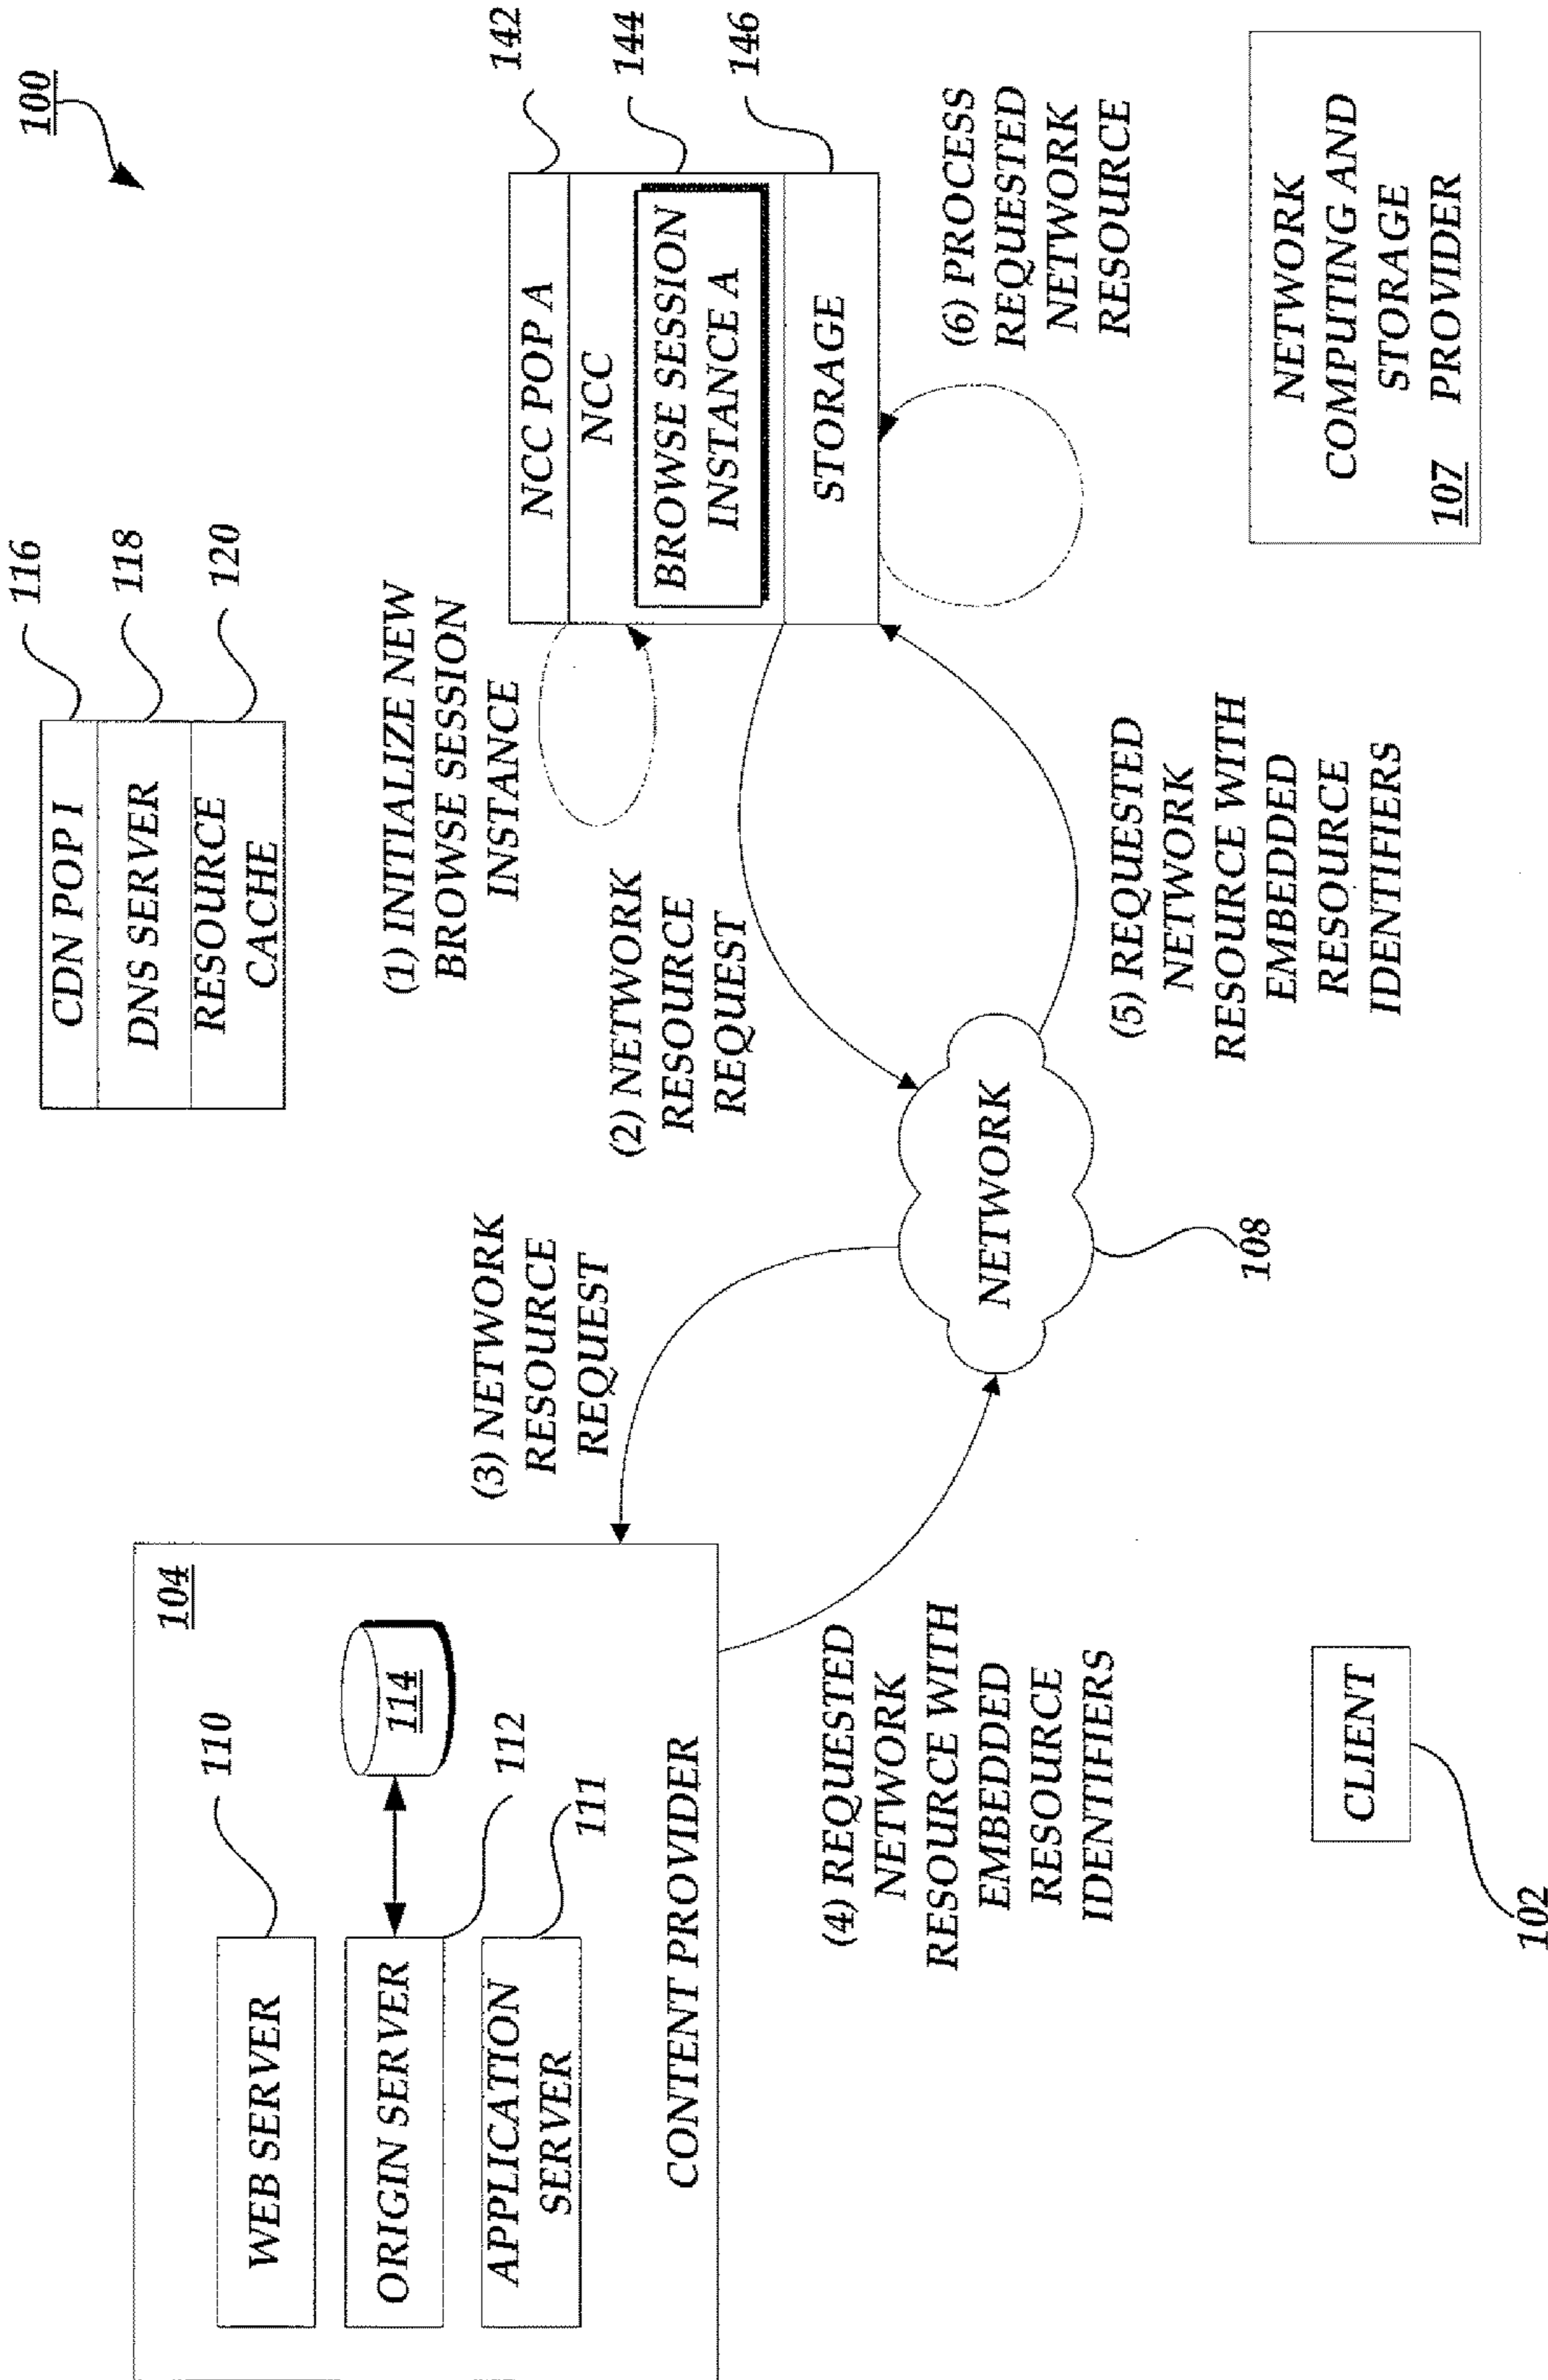 100
104
WEB SERVER
110
ORIGIN SERVER
114
112
APPLICATION
SERVER
111
CONTENT PROVIDER
CDN POP I
116
DNS SERVER
118
RESOURCE
CACHE
120
(1) INITIALIZE NEW
BROWSE SESSION
INSTANCE
NCC POP A
142
NCC
144
BROWSE SESSION
INSTANCE A
STORAGE
146
(2) NETWORK
RESOURCE
REQUEST
(3) NETWORK
RESOURCE
REQUEST
NETWORK
108
(4) REQUESTED
NETWORK
RESOURCE WITH
EMBEDDED
RESOURCE
IDENTIFIERS
(5) REQUESTED
NETWORK
RESOURCE WITH
EMBEDDED
RESOURCE
IDENTIFIERS
(6) PROCESS
REQUESTED
NETWORK
RESOURCE
CLIENT
102
NETWORK
COMPUTING AND
STORAGE
107 PROVIDER